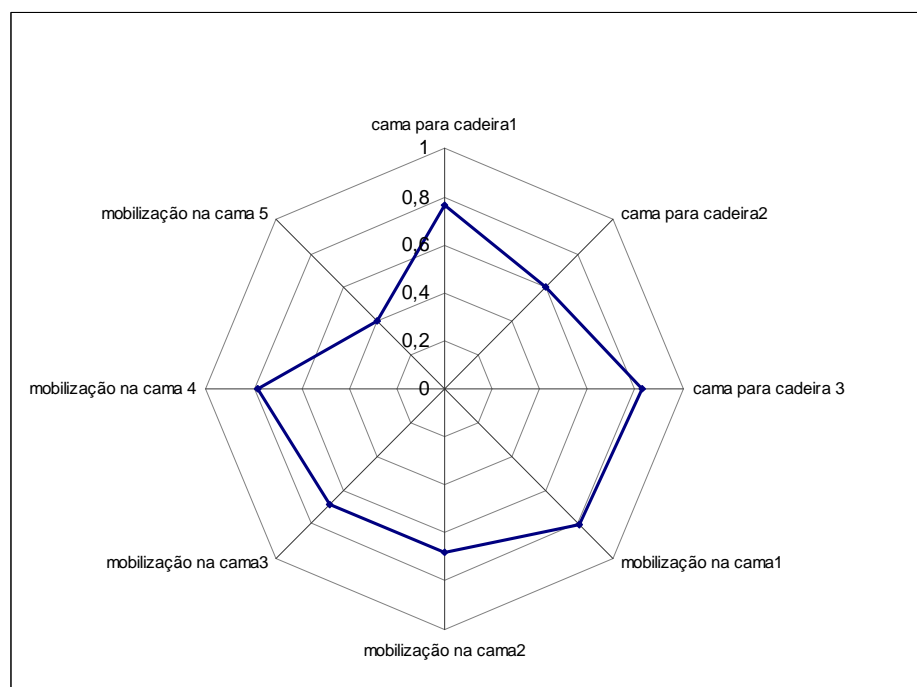 cama para cadeira1
1
mobilização na cama 5
cama para cadeira2
0,8
0,6
0,4
0,2
mobilização na cama 4
0
cama para cadeira 3
mobilização na cama3
mobilização na cama1
mobilização na cama2